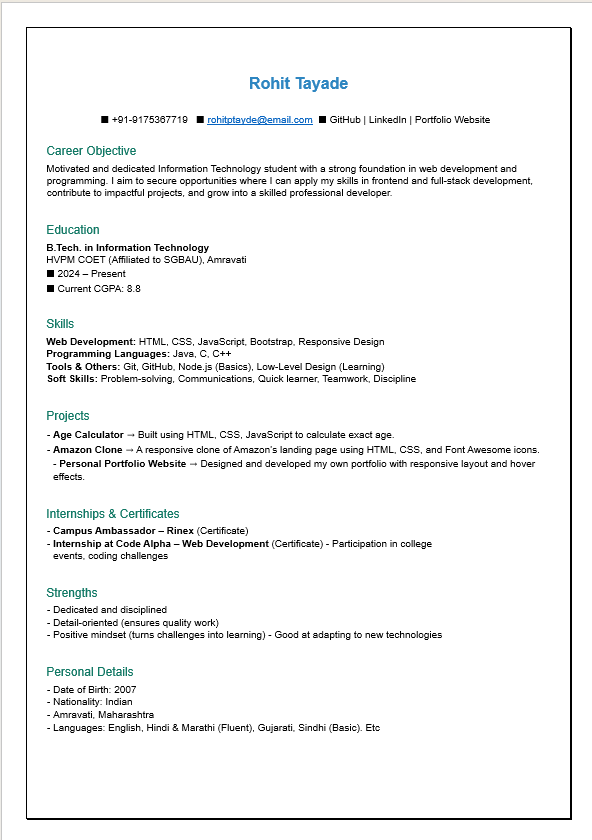 Rohit Tayade
■ +91-9175367719 ■ rohitptayde@email.com ■ GitHub | LinkedIn | Portfolio Website
Career Objective
Motivated and dedicated Information Technology student with a strong foundation in web development and
programming. I aim to secure opportunities where I can apply my skills in frontend and full-stack development,
contribute to impactful projects, and grow into a skilled professional developer.
Education
B.Tech. in Information Technology
HVPM COET (Affiliated to SGBAU), Amravati
■ 2024 – Present
■ Current CGPA: 8.8
Skills
Web Development: HTML, CSS, JavaScript, Bootstrap, Responsive Design
Programming Languages: Java, C, C++
Tools & Others: Git, GitHub, Node.js (Basics), Low-Level Design (Learning)
Soft Skills: Problem-solving, Communications, Quick learner, Teamwork, Discipline
Projects
- Age Calculator → Built using HTML, CSS, JavaScript to calculate exact age.
- Amazon Clone → A responsive clone of Amazon's landing page using HTML, CSS, and Font Awesome icons.
- Personal Portfolio Website → Designed and developed my own portfolio with responsive layout and hover
effects.
Internships & Certificates
- Campus Ambassador – Rinex (Certificate)
- Internship at Code Alpha – Web Development (Certificate) - Participation in college
events, coding challenges
Strengths
- Dedicated and disciplined
- Detail-oriented (ensures quality work)
- Positive mindset (turns challenges into learning) - Good at adapting to new technologies
Personal Details
- Date of Birth: 2007
- Nationality: Indian
- Amravati, Maharashtra
- Languages: English, Hindi & Marathi (Fluent), Gujarati, Sindhi (Basic). Etc